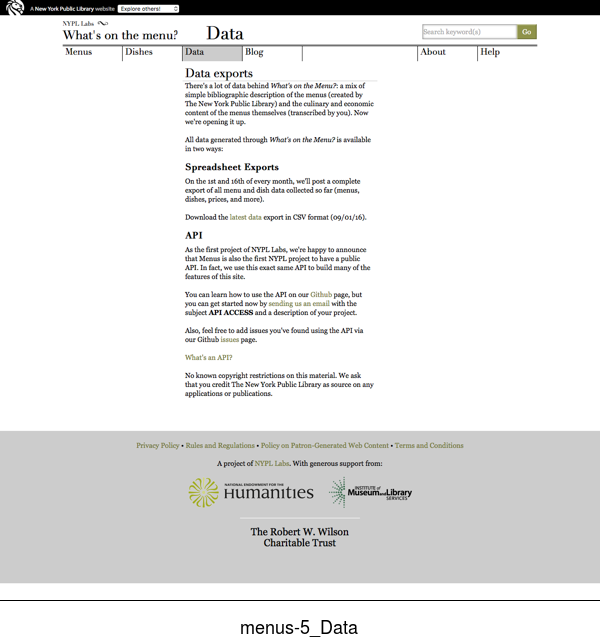 A New York Public Library website Explore others!
NYPL Labs
What's on the menu? Data
Search keyword(s) Go
Menus Dishes Data Blog About Help
Data exports
There's a lot of data behind What's on the Menu?: a mix of
simple bibliographic description of the menus (created by
The New York Public Library) and the culinary and economic
content of the menus themselves (transcribed by you). Now
we're opening it up.
All data generated through What's on the Menu? is available
in two ways:
Spreadsheet Exports
On the 1st and 16th of every month, we'll post a complete
export of all menu and dish data collected so far (menus,
dishes, prices, and more).
Download the latest data export in CSV format (09/01/16).
API
As the first project of NYPL Labs, we're happy to announce
that Menus is also the first NYPL project to have a public
API. In fact, we use this exact same API to build many of the
features of this site.
You can learn how to use the API on our Github page, but
you can get started now by sending us an email with the
subject API ACCESS and a description of your project.
Also, feel free to add issues you've found using the API via
our Github issues page.
What's an API?
No known copyright restrictions on this material. We ask
that you credit The New York Public Library as source on any
applications or publications.
Privacy Policy • Rules and Regulations • Policy on Patron-Generated Web Content • Terms and Conditions
A project of NYPL Labs. With generous support from:
NATIONAL ENDOWMENT FOR THE
Humanities
INSTITUTE of
Museum and Library
SERVICES
The Robert W. Wilson
Charitable Trust
menus-5_Data